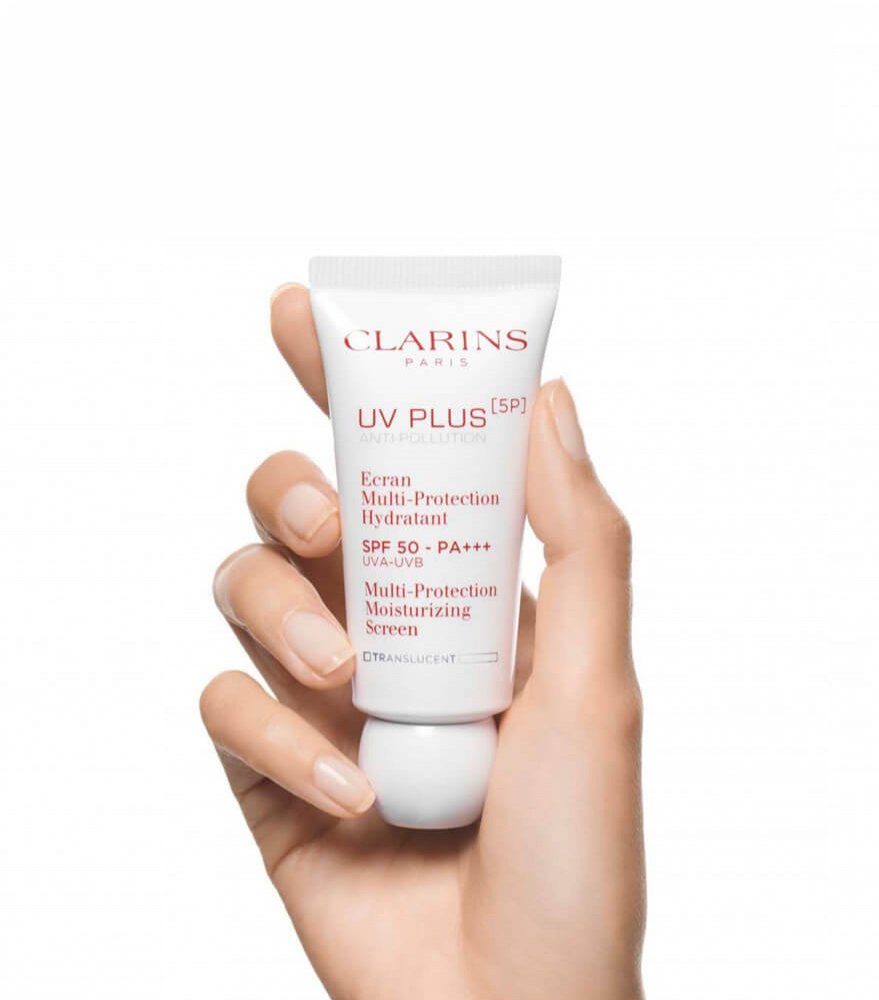 CLARINS
PARIS
UV PLUS [5P]
ANTI-POLLUTION
Ecran
Multi-Protection
Hydratant
SPF 50 - PA+++
UVA-UVB
Multi-Protection
Moisturizing
Screen
TRANSLUCENT